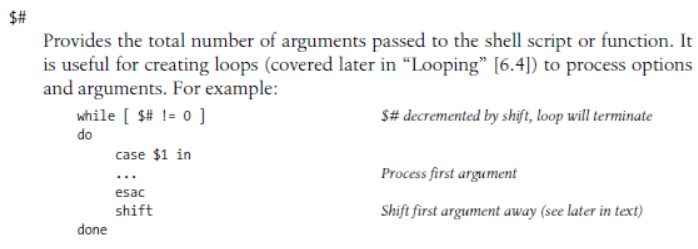 $#
Provides the total number of arguments passed to the shell script or function. It
is useful for creating loops (covered later in “Looping” [6.4]) to process options
and arguments. For example:
while [ $# != 0 ] $# decremented by shift, loop will terminate
do
case $1 in
... Process first argument
esac
shift Shift first argument away (see later in text)
done